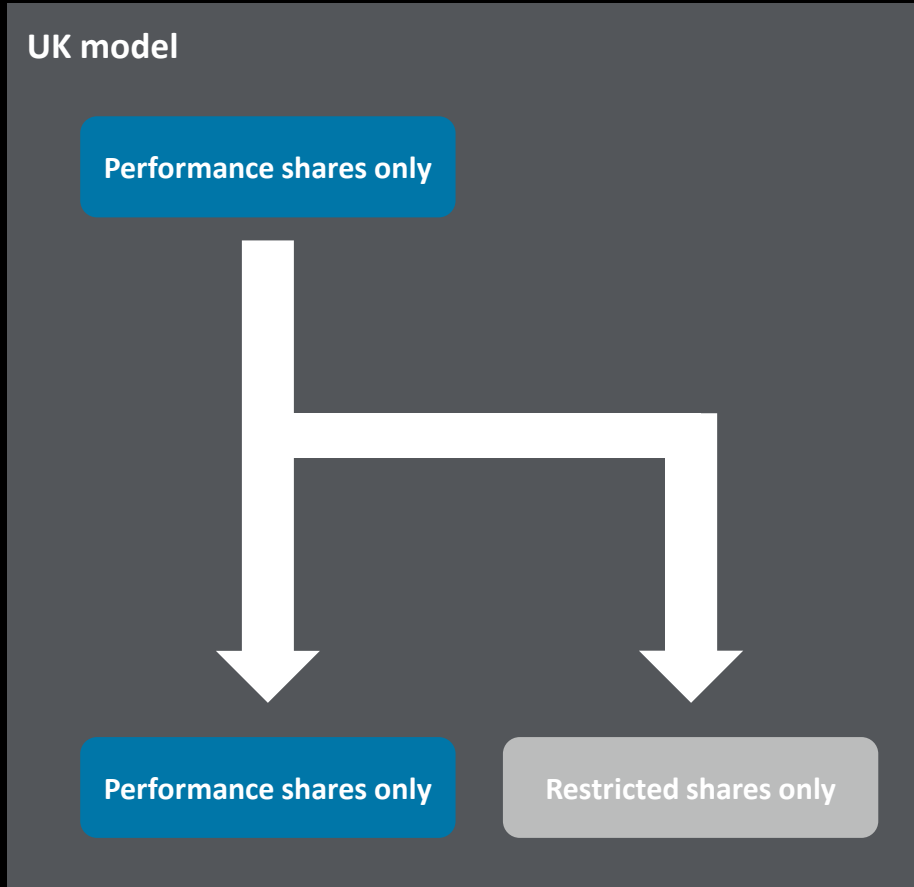 UK model
Performance shares only
Performance shares only
Restricted shares only